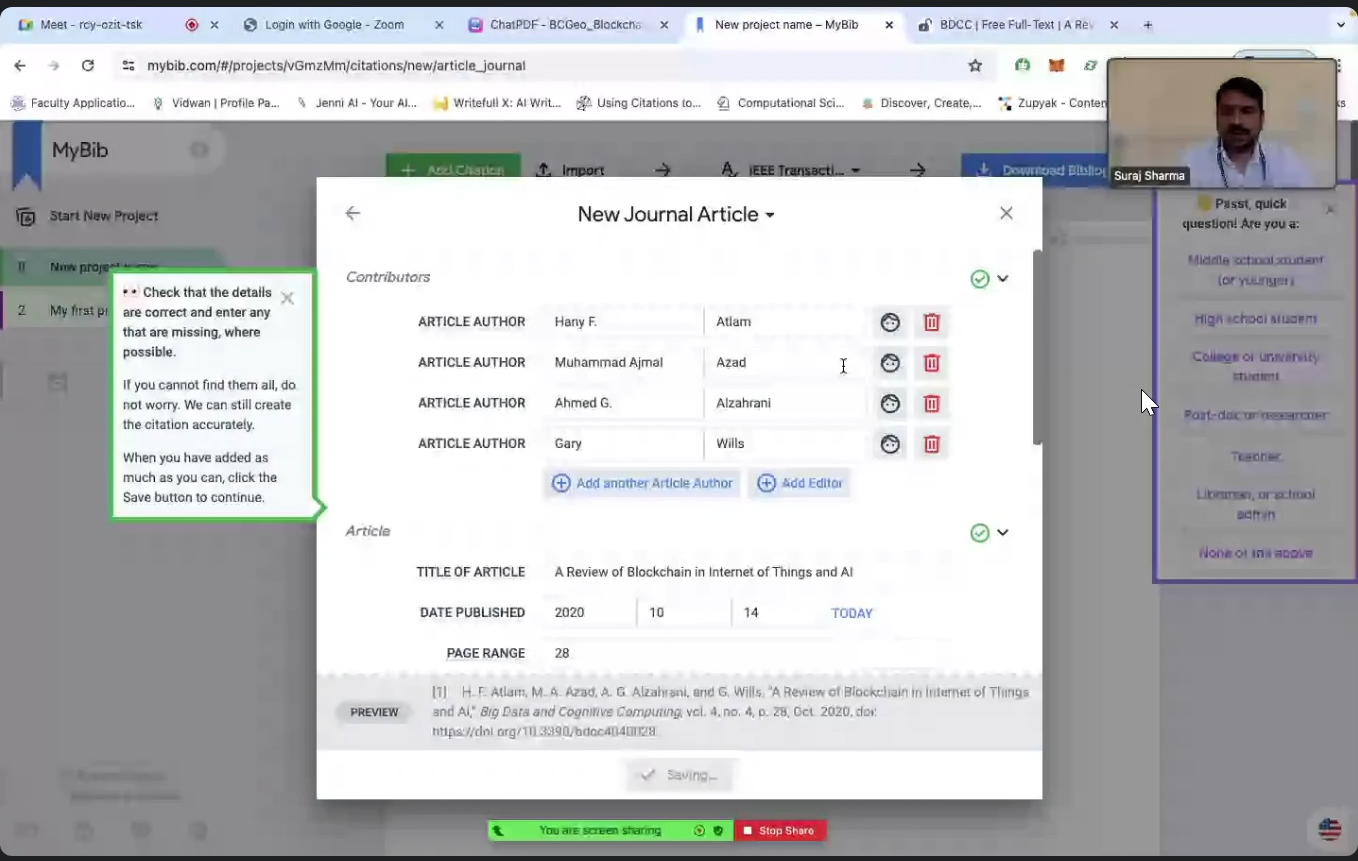 Meet - rcy-ozit-tsk
Login with Google - Zoom
ChatPDF - BCGeo_Blockcha
New project name – MyBib
BDCC | Free Full-Text | A Rev
mybib.com/#/projects/vGmzMm/citations/new/article_journal
Faculty Applicatio...
Vidwan | Profile Pa...
Jenni AI - Your AI...
Writefull X: AI Writ...
Using Citations to...
Computational Sci...
Discover, Create,...
Zupyak - Conten
MyBib
Add Citation
Import
IEEE Transacti...
Download Bibliog
Suraj Sharma
Start New Project
New project name
2 My first pr
Check that the details
are correct and enter any
that are missing, where
possible.
If you cannot find them all, do
not worry. We can still create
the citation accurately.
When you have added as
much as you can, click the
Save button to continue.
New Journal Article
Contributors
ARTICLE AUTHOR Hany F. Atlam
ARTICLE AUTHOR Muhammad Ajmal Azad
ARTICLE AUTHOR Ahmed G. Alzahrani
ARTICLE AUTHOR Gary Wills
Add another Article Author Add Editor
Article
TITLE OF ARTICLE A Review of Blockchain in Internet of Things and AI
DATE PUBLISHED 2020 10 14 TODAY
PAGE RANGE 28
PREVIEW
[1] H. F. Atlam, M. A. Azad, A. G. Alzahrani, and G. Wills, "A Review of Blockchain in Internet of Things
and AI," Big Data and Cognitive Computing, vol. 4, no. 4, p. 28, Oct. 2020, doi:
https://doi.org/10.3390/bdcc4040028.
Saving...
Pssst, quick
question! Are you a:
Middle school student
(or younger)
High school student
College or university
student
Post-doc or researcher
Teacher
Librarian, or school
admin
None of the above
You are screen sharing
Stop Share